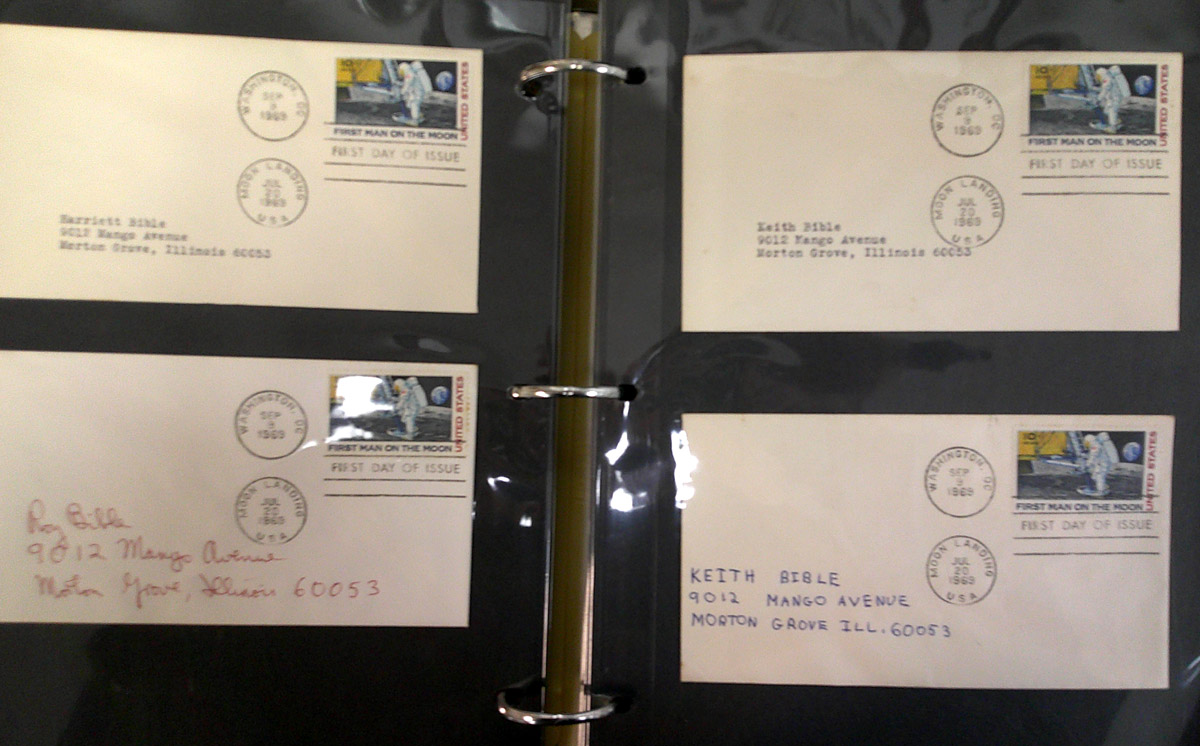 WASHINGTON, DC
SEP
9
1969
10
UNITED STATES
FIRST MAN ON THE MOON
FIRST DAY OF ISSUE
MOON LANDING
JUL
20
1969
USA
Harriett Bible
9012 Mango Avenue
Morton Grove, Illinois 60053
WASHINGTON, DC
SEP
9
1969
10
UNITED STATES
FIRST MAN ON THE MOON
FIRST DAY OF ISSUE
MOON LANDING
JUL
20
1969
USA
Keith Bible
9012 Mango Avenue
Morton Grove, Illinois 60053
WASHINGTON, DC
SEP
9
1969
UNITED STATES
FIRST MAN ON THE MOON
FIRST DAY OF ISSUE
MOON LANDING
JUL
20
1969
USA
Roy Bible
9012 Mango Avenue
Morton Grove, Illinois 60053
WASHINGTON, DC
SEP
9
1969
10
UNITED STATES
FIRST MAN ON THE MOON
FIRST DAY OF ISSUE
MOON LANDING
JUL
20
1969
USA
KEITH BIBLE
9012 MANGO AVENUE
MORTON GROVE ILL. 60053